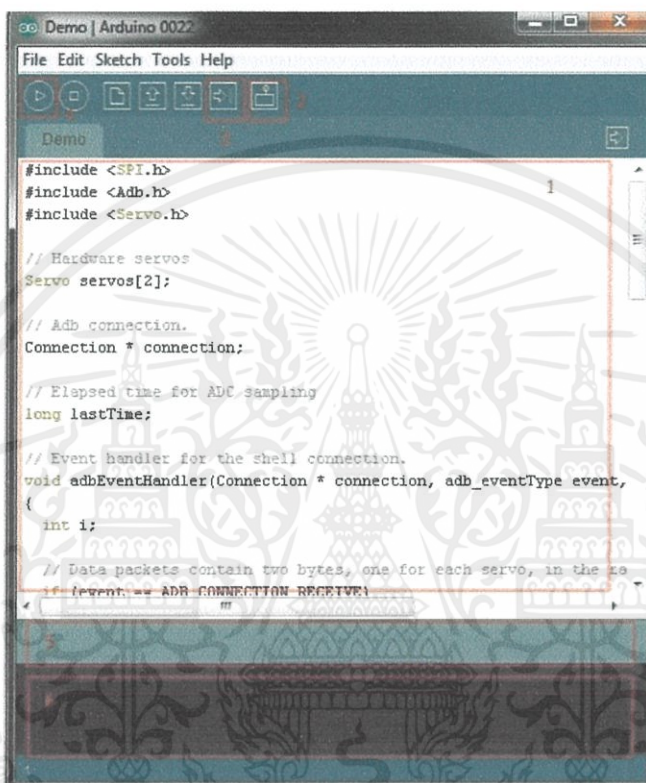 Demo | Arduino 0022
File Edit Sketch Tools Help
Demo
#include <SPI.h>
#include <Adb.h>
#include <Servo.h>
1
// Hardware servos
Servo servos[2];
// Adb connection.
Connection * connection;
// Elapsed time for ADC sampling
long lastTime;
// Event handler for the shell connection.
void adbEventHandler(Connection * connection, adb_eventType event,
{
int i;
// Data packets contain two bytes, one for each servo, in the ra
if (event == ADB_CONNECTION_RECEIVE)